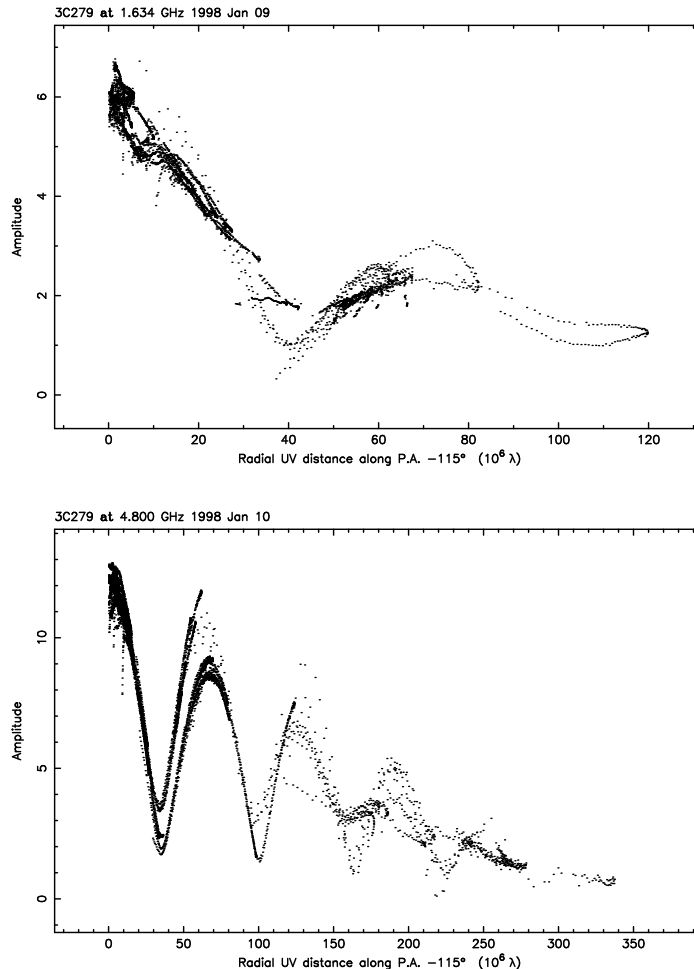 3C279 at 1.634 GHz 1998 Jan 09
6
4
2
0
Amplitude
0 20 40 60 80 100 120
Radial UV distance along P.A. −115° (10⁶ λ)
3C279 at 4.800 GHz 1998 Jan 10
10
5
0
Amplitude
0 50 100 150 200 250 300 350
Radial UV distance along P.A. −115° (10⁶ λ)